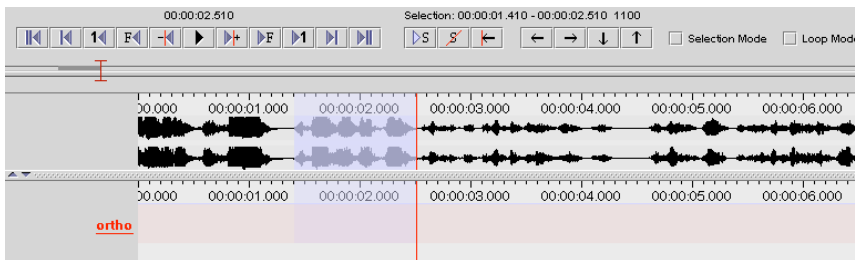 00:00:02.510 Selection: 00:00:01.410 - 00:00:02.510 1100
1 F - + F 1 S S Selection Mode Loop Mod
00.000 00:00:01.000 00:00:02.000 00:00:03.000 00:00:04.000 00:00:05.000 00:00:06.000
00.000 00:00:01.000 00:00:02.000 00:00:03.000 00:00:04.000 00:00:05.000 00:00:06.000
ortho